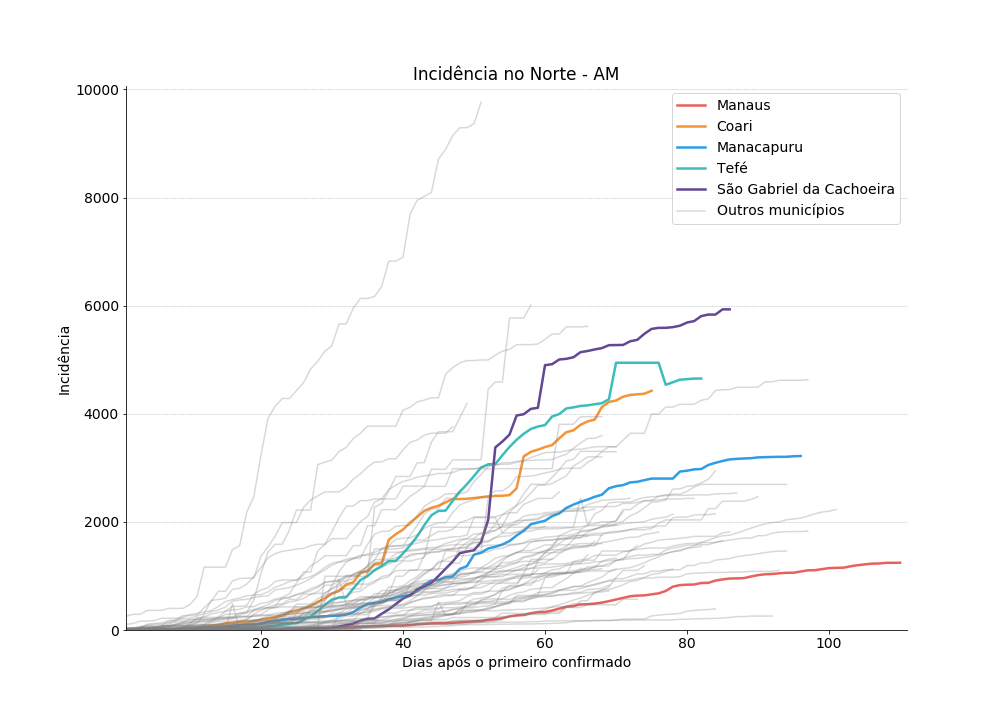 Incidência no Norte - AM
10000
8000
6000
4000
2000
0
Incidência
Manaus
Coari
Manacapuru
Tefé
São Gabriel da Cachoeira
Outros municípios
20 40 60 80 100
Dias após o primeiro confirmado